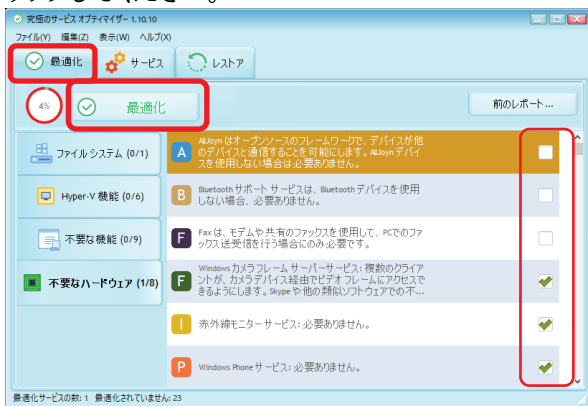 究極のサービス オプティマイザー 1.10.10
ファイル(Y) 編集(Z) 表示(W) ヘルプ(X)
最適化 サービス レストア
4% 最適化 前のレポート...
ファイル システム (0/1)
A AllJoyn はオープンソースのフレームワークで、デバイスが他
のデバイスと通信することを可能にします。AllJoyn デバイ
スを使用しない場合は必要ありません。
Hyper-V 機能 (0/6)
B Bluetooth サポート サービスは、Bluetooth デバイスを使用
しない場合、必要ありません。
不要な機能 (0/9)
F Fax は、モデムや共有のファックスを使用して、PCでのファ
ックス送受信を行う場合にのみ必要です。
不要なハードウェア (1/8)
F Windows カメラフレーム サーバーサービス: 複数のクライア
ントが、カメラデバイス経由でビデオフレームにアクセスで
きるようにします。Skype や他の類似ソフトウェアでの不...
I 赤外線モニターサービス: 必要ありません。
P Windows Phone サービス: 必要ありません。
最適化サービスの数: 1 最適化されていません: 23